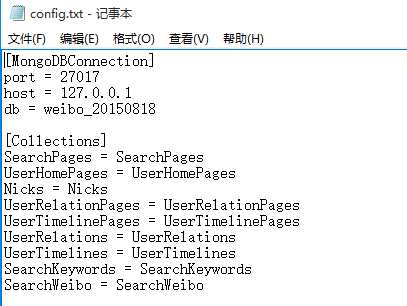 config.txt - 记事本
文件(F) 编辑(E) 格式(O) 查看(V) 帮助(H)
[MongoDBConnection]
port = 27017
host = 127.0.0.1
db = weibo_20150818
[Collections]
SearchPages = SearchPages
UserHomePages = UserHomePages
Nicks = Nicks
UserRelationPages = UserRelationPages
UserTimelinePages = UserTimelinePages
UserRelations = UserRelations
UserTimelines = UserTimelines
SearchKeywords = SearchKeywords
SearchWeibo = SearchWeibo